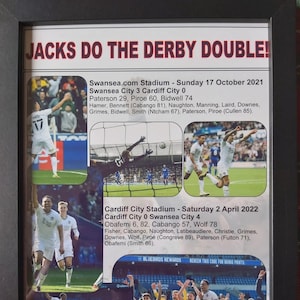 JACKS DO THE DERBY DOUBLE!
Swansea.com Stadium - Sunday 17 October 2021
Swansea City 3 Cardiff City 0
Paterson 29, Piroe 60, Bidwell 74
Hamer, Bennett (Cabango 81), Naughton, Manning, Laird, Downes,
Grimes, Bidwell, Smith (Ntcham 67), Paterson, Piroe (Cullen 85).
17
Cardiff City Stadium - Saturday 2 April 2022
Cardiff City 0 Swansea City 4
Obafemi 6, 82, Cabango 57, Wolf 78
Fisher, Cabango, Naughton, Latibeaudiere, Christie, Grimes,
Downes, Wolf, Piroe (Congreve 89), Paterson (Fulton 71),
Obafemi (Smith 85).